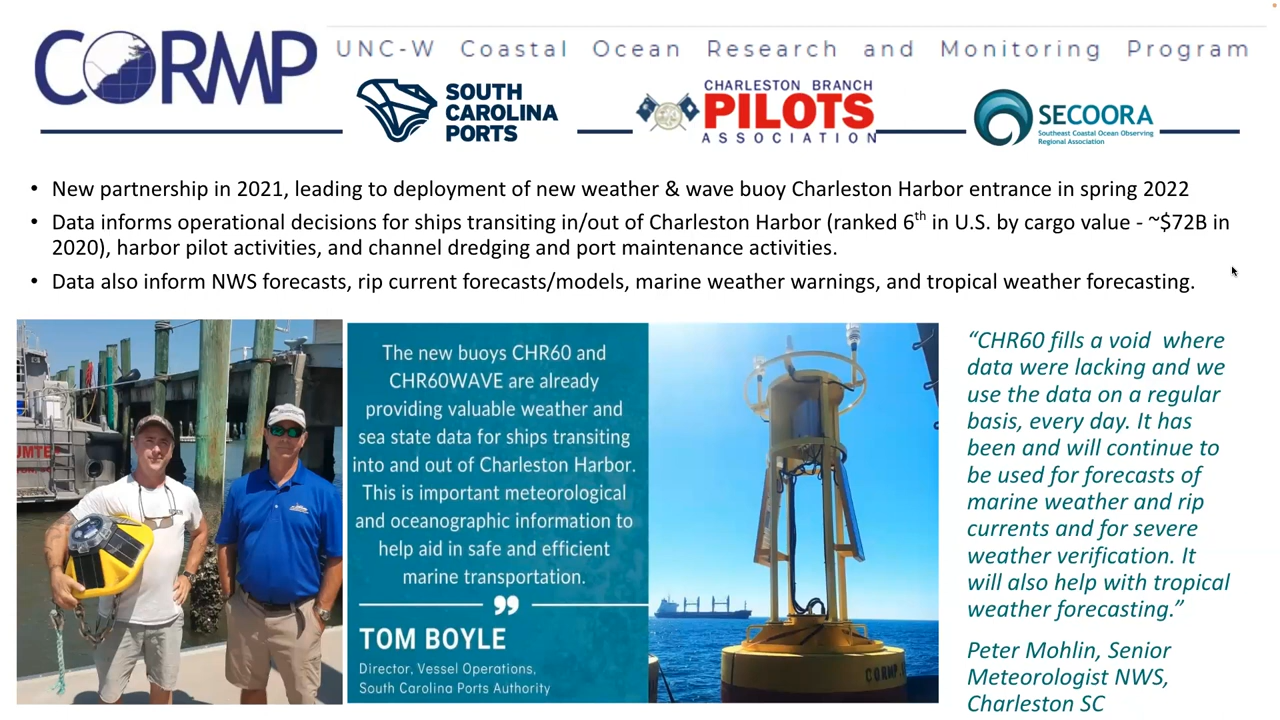 CORMP
UNC-W Coastal Ocean Research and Monitoring Program
SOUTH
CAROLINA
PORTS
CHARLESTON BRANCH
PILOTS
ASSOCIATION
SECOORA
Southeast Coastal Ocean Observing
Regional Association
• New partnership in 2021, leading to deployment of new weather & wave buoy Charleston Harbor entrance in spring 2022
• Data informs operational decisions for ships transiting in/out of Charleston Harbor (ranked 6th in U.S. by cargo value - ~$72B in
2020), harbor pilot activities, and channel dredging and port maintenance activities.
• Data also inform NWS forecasts, rip current forecasts/models, marine weather warnings, and tropical weather forecasting.
The new buoys CHR60 and
CHR60WAVE are already
providing valuable weather and
sea state data for ships transiting
into and out of Charleston Harbor.
This is important meteorological
and oceanographic information to
help aid in safe and efficient
marine transportation.
”
TOM BOYLE
Director, Vessel Operations,
South Carolina Ports Authority
CORMP
“CHR60 fills a void where
data were lacking and we
use the data on a regular
basis, every day. It has
been and will continue to
be used for forecasts of
marine weather and rip
currents and for severe
weather verification. It
will also help with tropical
weather forecasting.”
Peter Mohlin, Senior
Meteorologist NWS,
Charleston SC